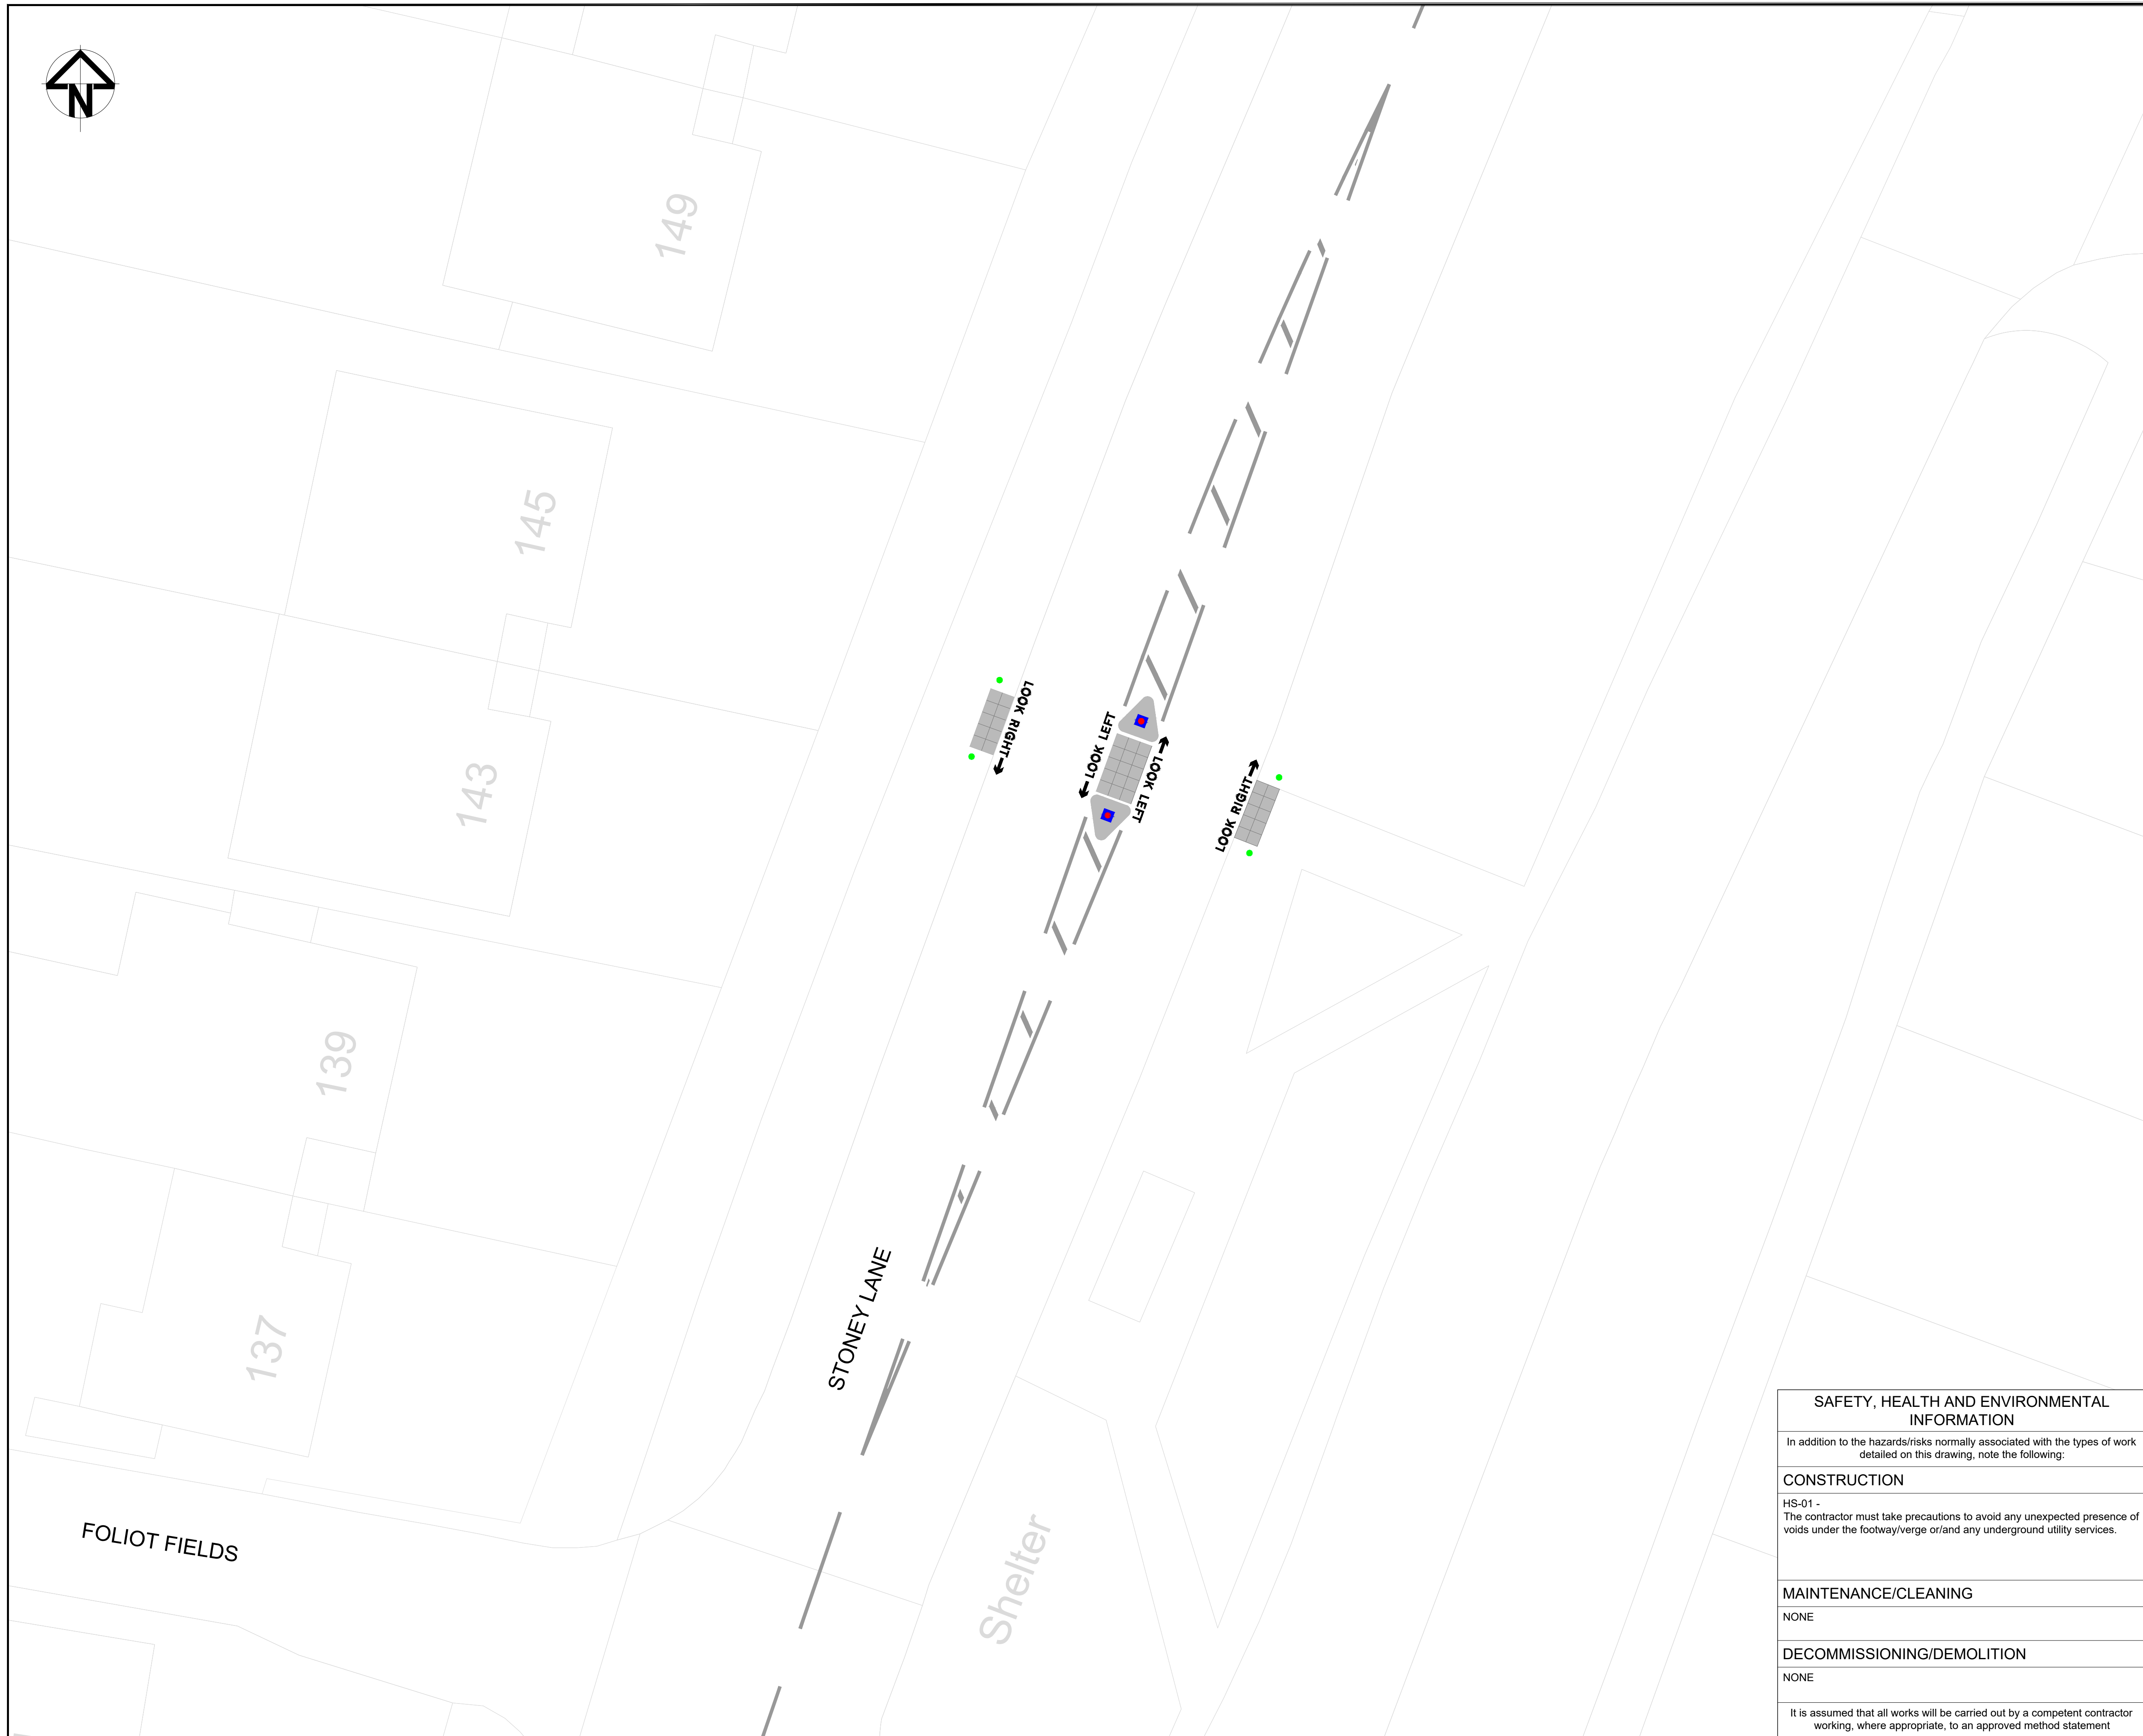 N
149
145
LOOK RIGHT
LOOK LEFT
LOOK LEFT
LOOK RIGHT
143
139
137
STONEY LANE
FOLIOT FIELDS
Shelter
SAFETY, HEALTH AND ENVIRONMENTAL
INFORMATION
In addition to the hazards/risks normally associated with the types of work
detailed on this drawing, note the following:
CONSTRUCTION
HS-01 -
The contractor must take precautions to avoid any unexpected presence of
voids under the footway/verge or/and any underground utility services.
MAINTENANCE/CLEANING
NONE
DECOMMISSIONING/DEMOLITION
NONE
It is assumed that all works will be carried out by a competent contractor
working, where appropriate, to an approved method statement